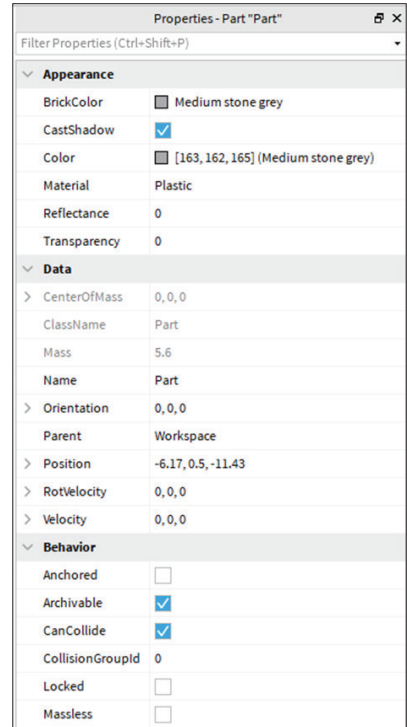 Properties - Part "Part"
Filter Properties (Ctrl+Shift+P)
Appearance
BrickColor Medium stone grey
CastShadow
Color [163, 162, 165] (Medium stone grey)
Material Plastic
Reflectance 0
Transparency 0
Data
CenterOfMass 0, 0, 0
ClassName Part
Mass 5.6
Name Part
Orientation 0, 0, 0
Parent Workspace
Position -6.17, 0.5, -11.43
RotVelocity 0, 0, 0
Velocity 0, 0, 0
Behavior
Anchored
Archivable
CanCollide
CollisionGroupId 0
Locked
Massless